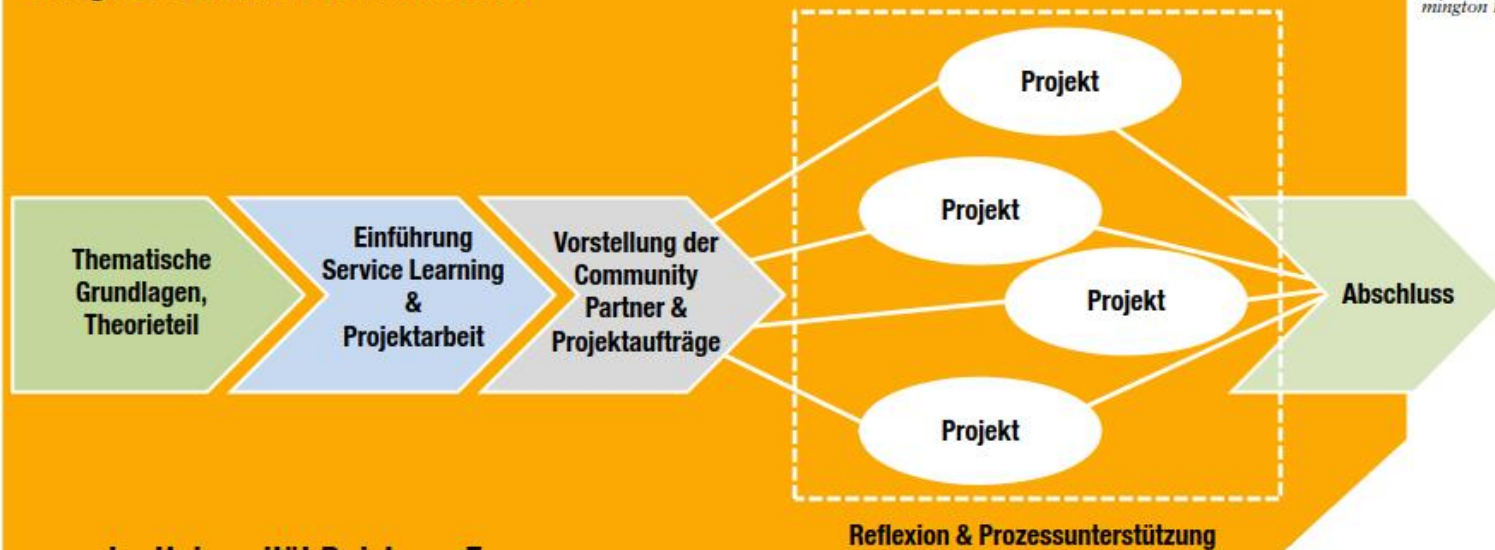 Thematische
Grundlagen,
Theorieteil
Einführung
Service Learning
&
Projektarbeit
Vorstellung der
Community
Partner &
Projektaufträge
Projekt
Projekt
Projekt
Projekt
Abschluss
Reflexion & Prozessunterstützung